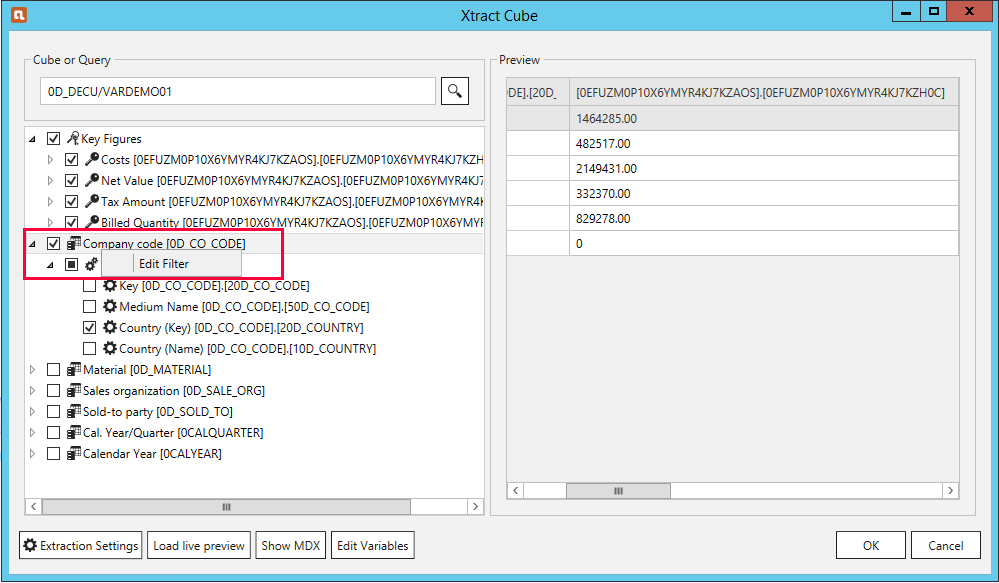 Xtract Cube
Cube or Query
0D_DECU/VARDEMO01
Key Figures
Costs [0EFUZM0P10X6YMYR4KJ7KZAOS].[0EFUZM0P10X6YMYR4KJ7KZH
Net Value [0EFUZM0P10X6YMYR4KJ7KZAOS].[0EFUZM0P10X6YMYR4KJ7
Tax Amount [0EFUZM0P10X6YMYR4KJ7KZAOS].[0EFUZM0P10X6YMYR4K
Billed Quantity [0EFUZM0P10X6YMYR4KJ7KZAOS].[0EFUZM0P10X6YMYR
Company code [0D_CO_CODE]
Edit Filter
Key [0D_CO_CODE].[20D_CO_CODE]
Medium Name [0D_CO_CODE].[50D_CO_CODE]
Country (Key) [0D_CO_CODE].[20D_COUNTRY]
Country (Name) [0D_CO_CODE].[10D_COUNTRY]
Material [0D_MATERIAL]
Sales organization [0D_SALE_ORG]
Sold-to party [0D_SOLD_TO]
Cal. Year/Quarter [0CALQUARTER]
Calendar Year [0CALYEAR]
Preview
DE].[20D_ [0EFUZM0P10X6YMYR4KJ7KZAOS].[0EFUZM0P10X6YMYR4KJ7KZH0C]
1464285.00
482517.00
2149431.00
332370.00
829278.00
0
Extraction Settings Load live preview Show MDX Edit Variables OK Cancel